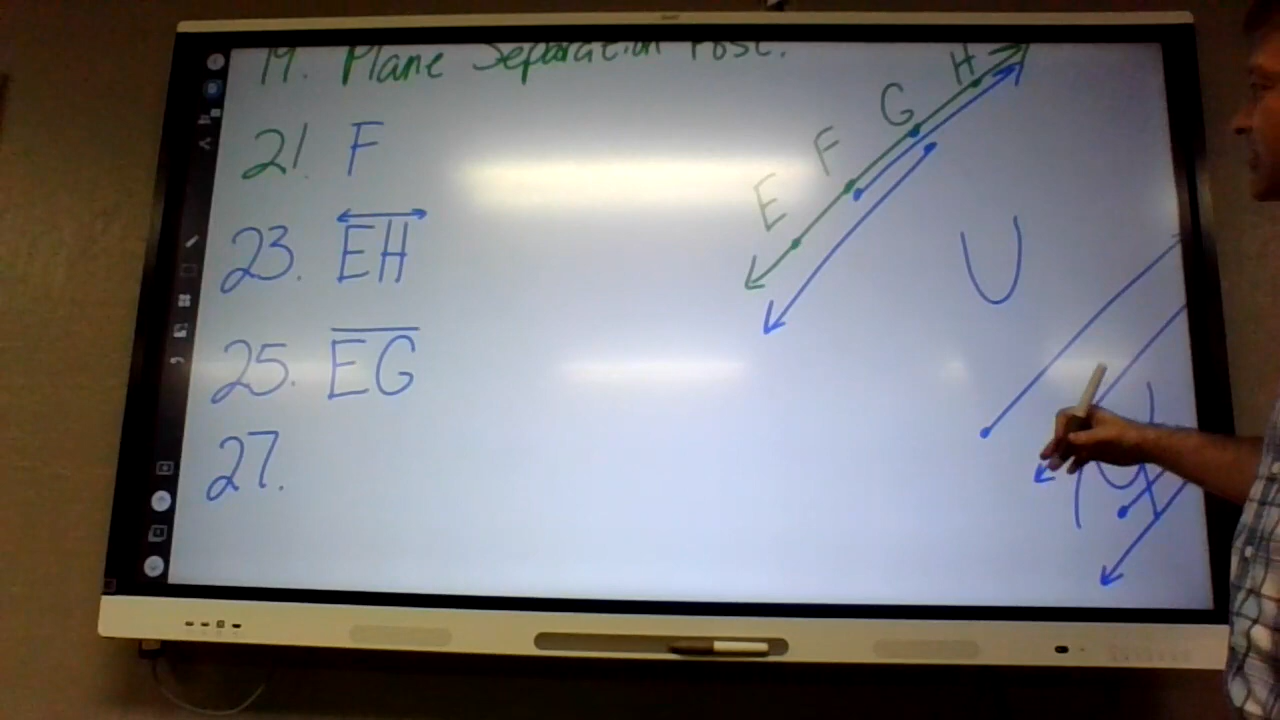 19. Plane Separation Post.
21. F
23. EH
25. EG
27.
H
G
F
E
U